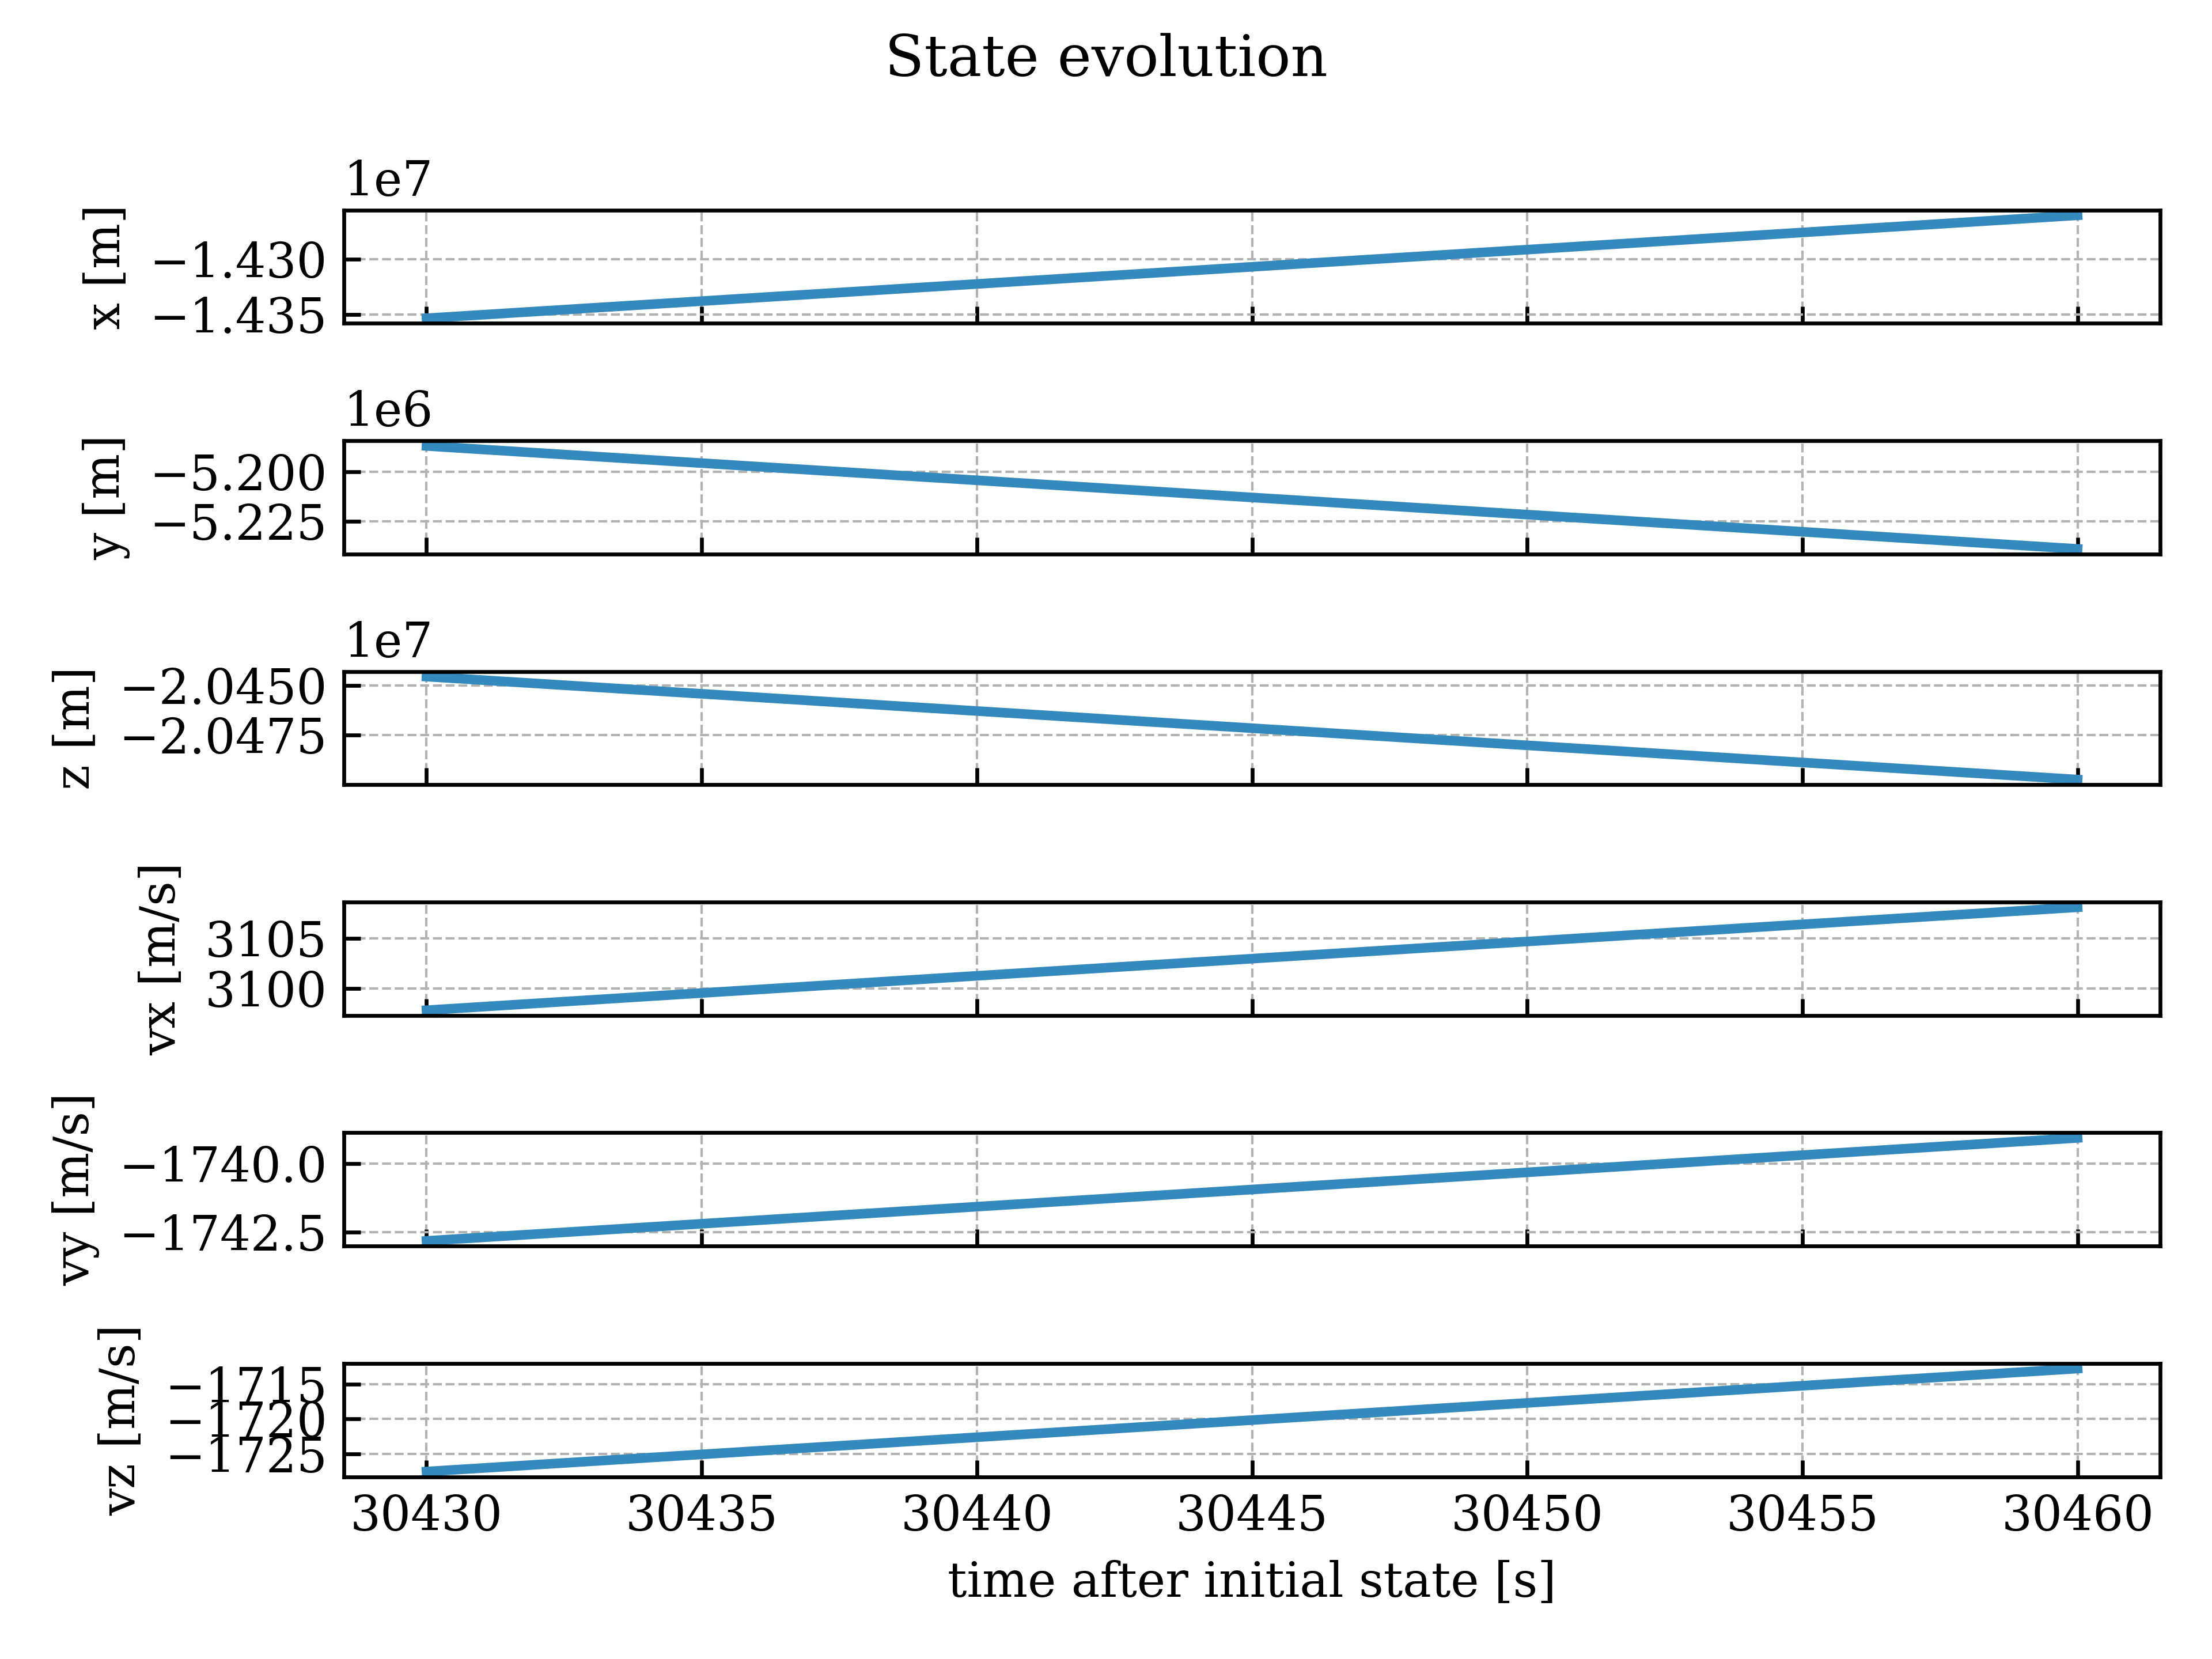 State evolution
1e7
x [m]
−1.430
−1.435
1e6
y [m]
−5.200
−5.225
1e7
z [m]
−2.0450
−2.0475
vx [m/s]
3105
3100
vy [m/s]
−1740.0
−1742.5
vz [m/s]
−1715
−1720
−1725
30430 30435 30440 30445 30450 30455 30460
time after initial state [s]